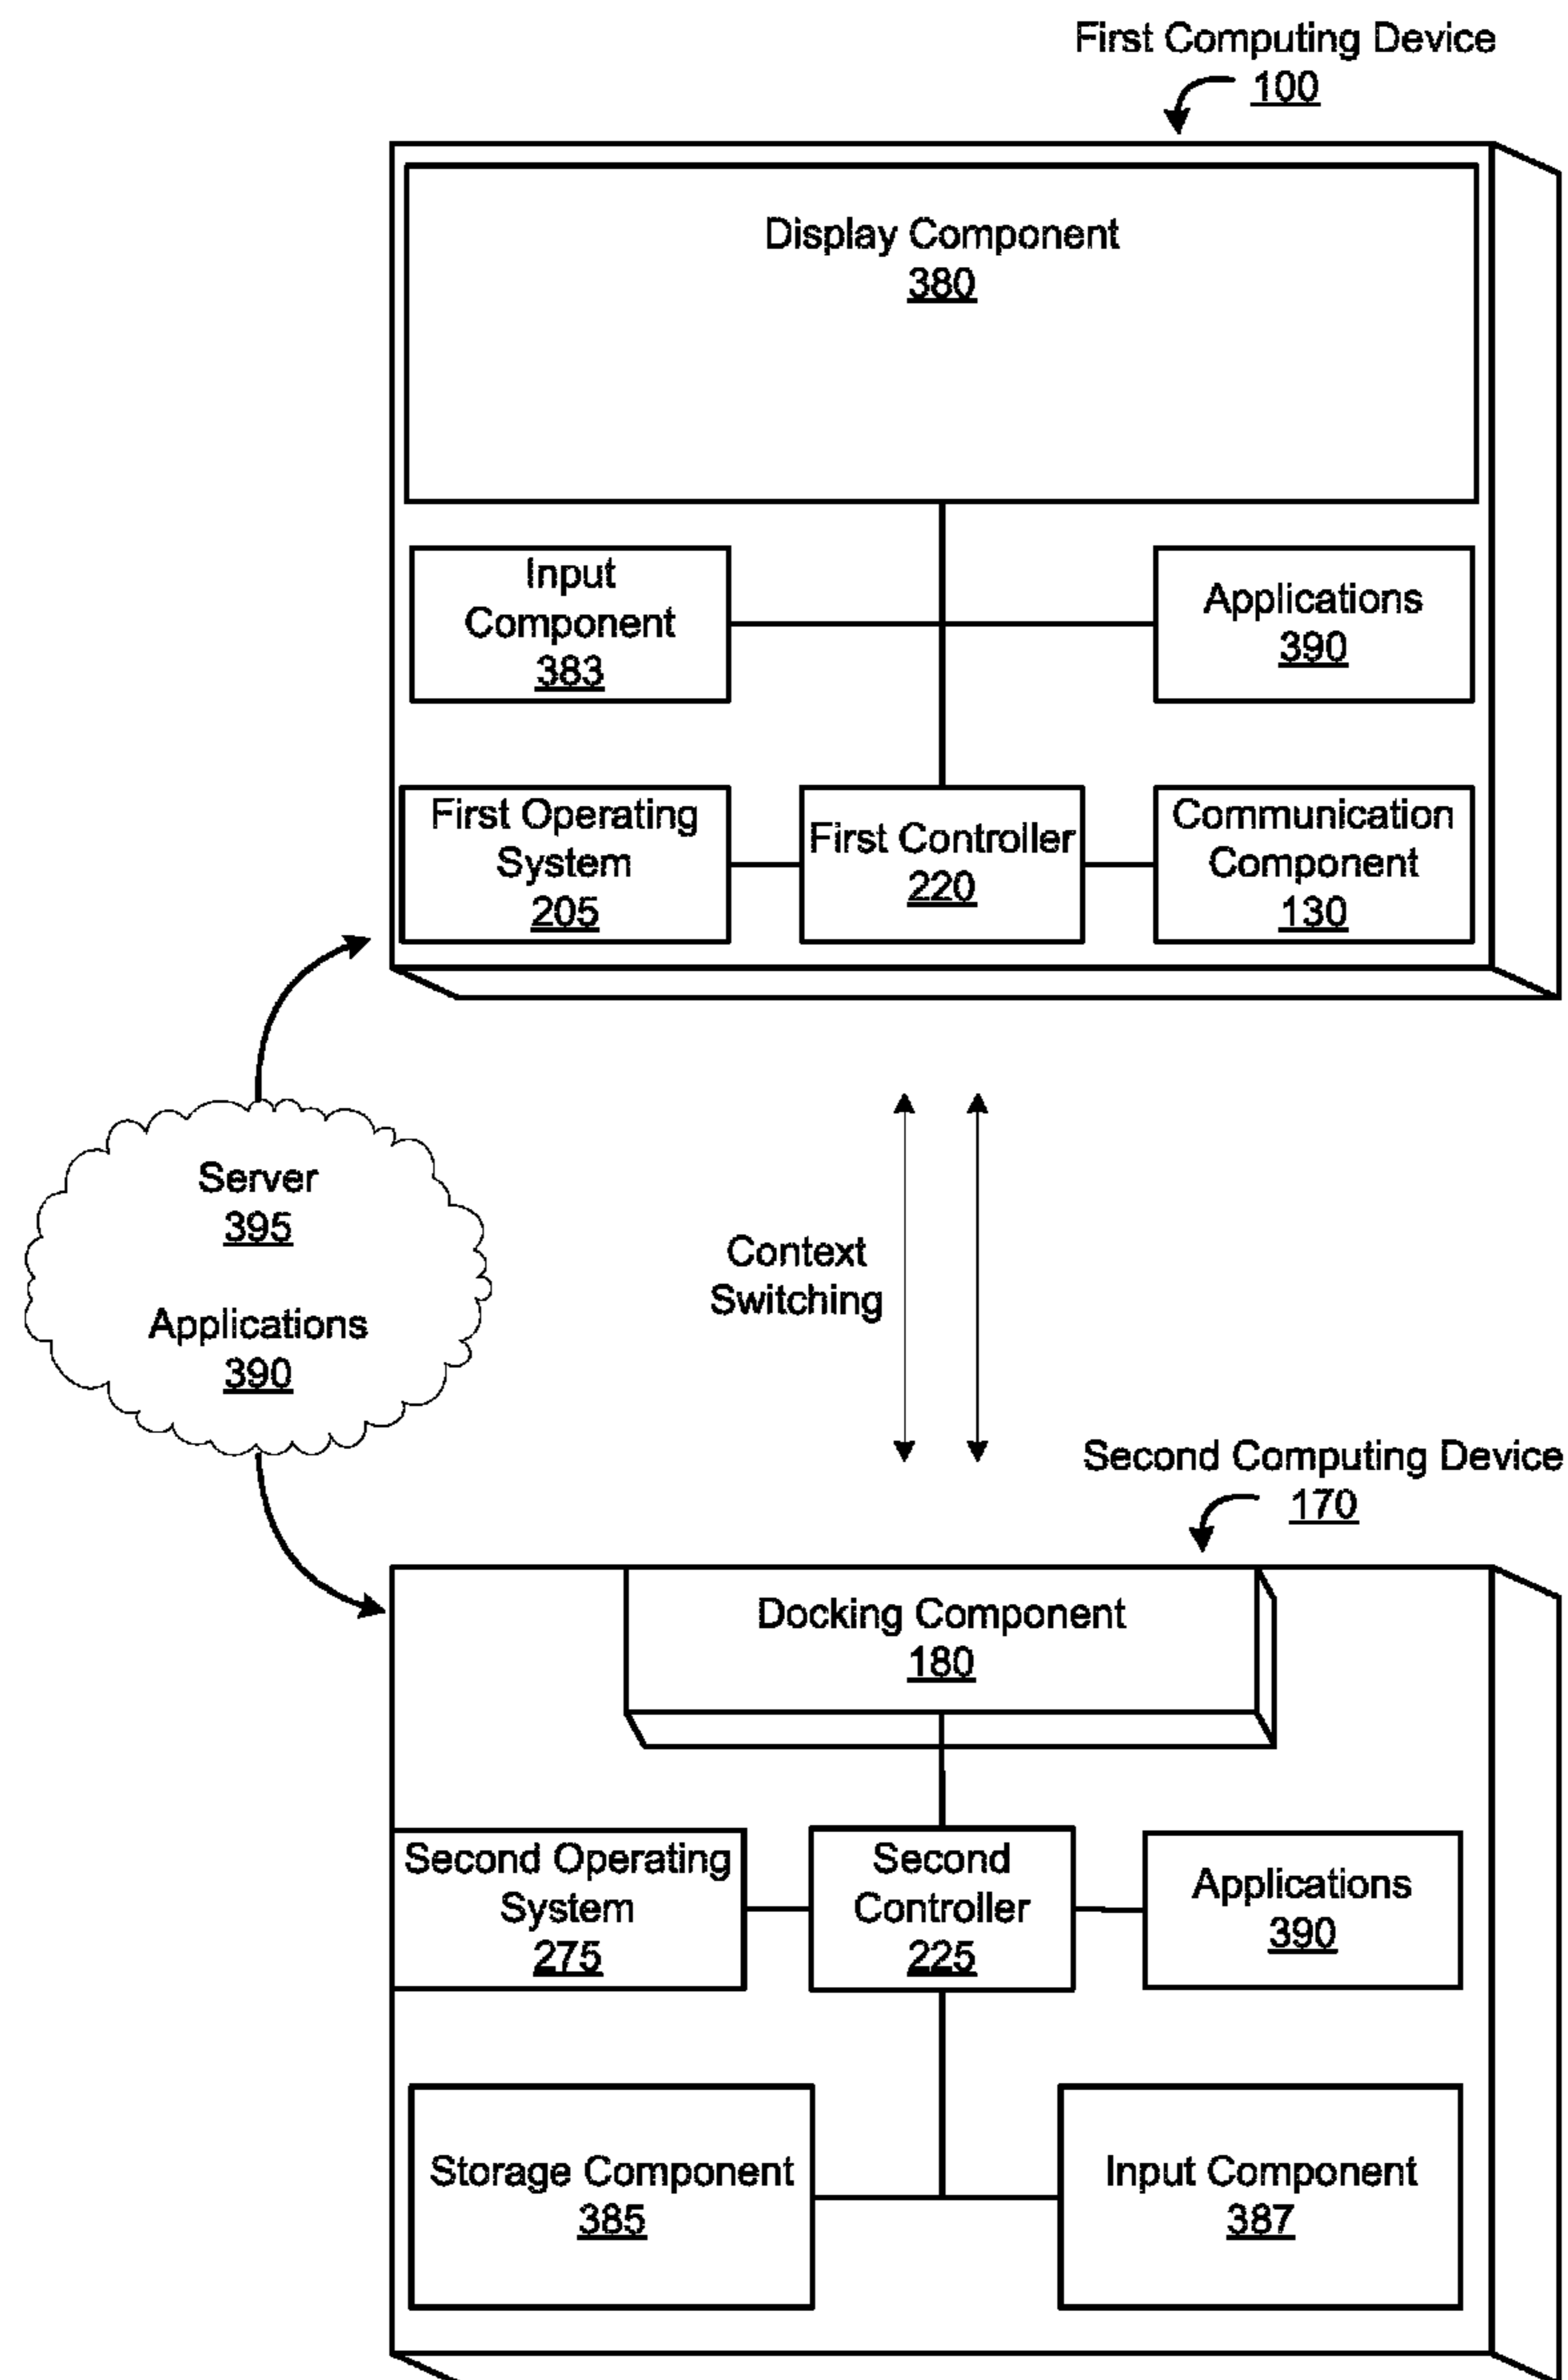 First Computing Device
100
Display Component
380
Input
Component
383
Applications
390
First Operating
System
205
First Controller
220
Communication
Component
130
Server
395
Applications
390
Context
Switching
Second Computing Device
170
Docking Component
180
Second Operating
System
275
Second
Controller
225
Applications
390
Storage Component
385
Input Component
387